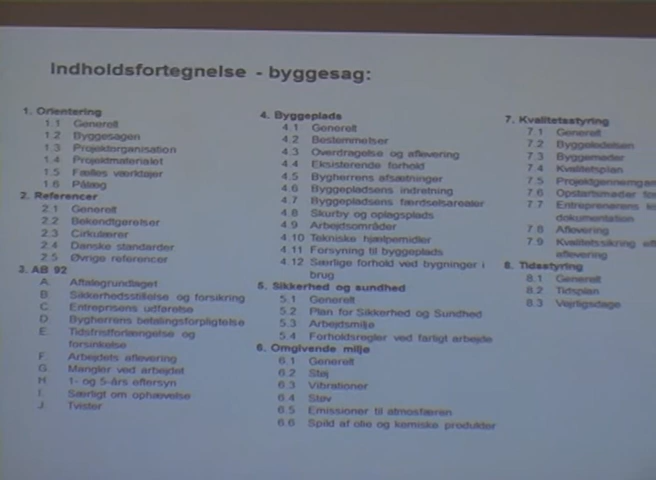 Indholdsfortegnelse - byggesag:
1. Orientering
1.1 Generelt
1.2 Byggesagen
1.3 Projektorganisation
1.4 Projektmaterialet
1.5 Fælles værktøjer
1.6 Pålæg
2. Referencer
2.1 Generelt
2.2 Bekendtgørelser
2.3 Cirkulærer
2.4 Danske standarder
2.5 Øvrige referencer
3. AB 92
A. Aftalegrundlaget
B. Sikkerhedsstillelse og forsikring
C. Entreprisens udførelse
D. Bygherrens betalingsforpligtelse
E. Tidsfristforlængelse og
forsinkelse
F. Arbejdets aflevering
G. Mangler ved arbejdet
H. 1- og 5-års eftersyn
I. Særligt om ophævelse
J. Tvister
4. Byggeplads
4.1 Generelt
4.2 Bestemmelser
4.3 Overdragelse og aflevering
4.4 Eksisterende forhold
4.5 Bygherrens afsætninger
4.6 Byggepladsens indretning
4.7 Byggepladsens færdselsarealer
4.8 Skurby og oplagsplads
4.9 Arbejdsområder
4.10 Tekniske hjælpemidler
4.11 Forsyning til byggeplads
4.12 Særlige forhold ved bygninger i
brug
5. Sikkerhed og sundhed
5.1 Generelt
5.2 Plan for Sikkerhed og Sundhed
5.3 Arbejdsmiljø
5.4 Forholdsregler ved farligt arbejde
6. Omgivende miljø
6.1 Generelt
6.2 Støj
6.3 Vibrationer
6.4 Støv
6.5 Emissioner til atmosfæren
6.6 Spild af olie og kemiske produkter
7. Kvalitetsstyring
7.1 Generelt
7.2 Byggeledelsen
7.3 Byggemøder
7.4 Kvalitetsplan
7.5 Projektgennemgan
7.6 Opstartsmøder for
7.7 Entreprenørens k
dokumentation
7.8 Aflevering
7.9 Kvalitetssikring eft
aflevering
8. Tidsstyring
8.1 Generelt
8.2 Tidsplan
8.3 Vejrligsdage